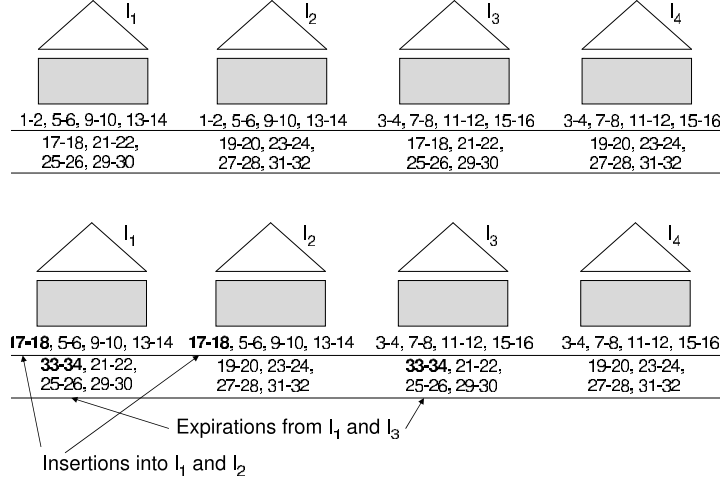 I1 I2 I3 I4
1-2, 5-6, 9-10, 13-14 1-2, 5-6, 9-10, 13-14 3-4, 7-8, 11-12, 15-16 3-4, 7-8, 11-12, 15-16
17-18, 21-22, 19-20, 23-24, 17-18, 21-22, 19-20, 23-24,
25-26, 29-30 27-28, 31-32 25-26, 29-30 27-28, 31-32
I1 I2 I3 I4
17-18, 5-6, 9-10, 13-14 17-18, 5-6, 9-10, 13-14 3-4, 7-8, 11-12, 15-16 3-4, 7-8, 11-12, 15-16
33-34, 21-22, 19-20, 23-24, 33-34, 21-22, 19-20, 23-24,
25-26, 29-30 27-28, 31-32 25-26, 29-30 27-28, 31-32
Expirations from I1 and I3
Insertions into I1 and I2